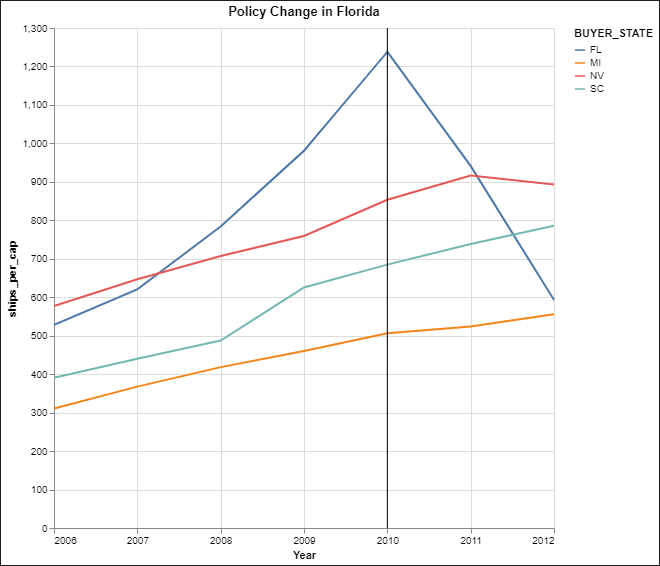 Policy Change in Florida
BUYER_STATE
FL
MI
NV
SC
ships_per_cap
1,300
1,200
1,100
1,000
900
800
700
600
500
400
300
200
100
0
2006 2007 2008 2009 2010 2011 2012
Year